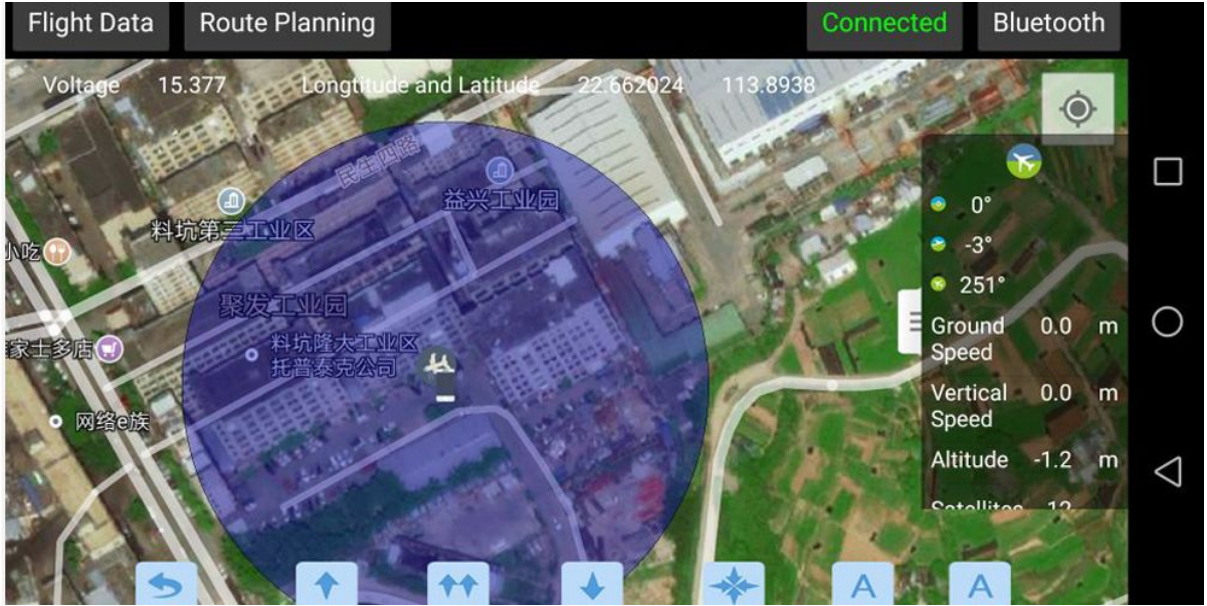 Flight Data
Route Planning
Connected
Bluetooth
Voltage 15.377 Longtitude and Latitude 22.662024 113.8938
民生四路
益兴工业园
料坑第三工业区
小吃
聚发工业园
料坑隆大工业区
托普泰克公司
家士多店
网络e族
0°
-3°
251°
Ground Speed 0.0 m
Vertical Speed 0.0 m
Altitude -1.2 m
Satellites 12
A
A